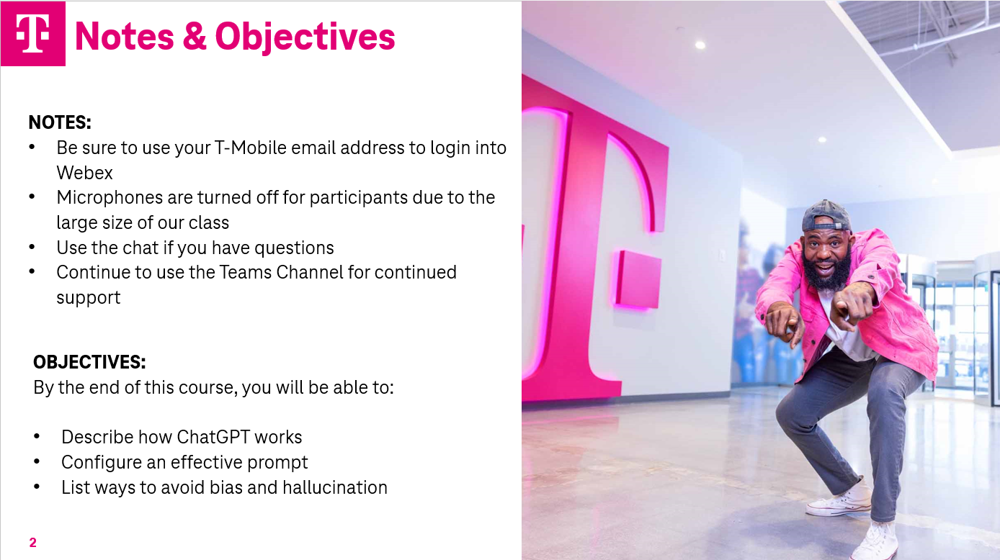 T Notes & Objectives
NOTES:
• Be sure to use your T-Mobile email address to login into
Webex
• Microphones are turned off for participants due to the
large size of our class
• Use the chat if you have questions
• Continue to use the Teams Channel for continued
support
OBJECTIVES:
By the end of this course, you will be able to:
• Describe how ChatGPT works
• Configure an effective prompt
• List ways to avoid bias and hallucination
2
T